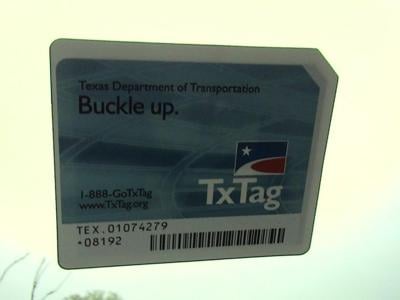 Texas Department of Transportation
Buckle up.
TxTag
1-888-GoTxTag
www.TxTag.org
TEX.01074279
*08192